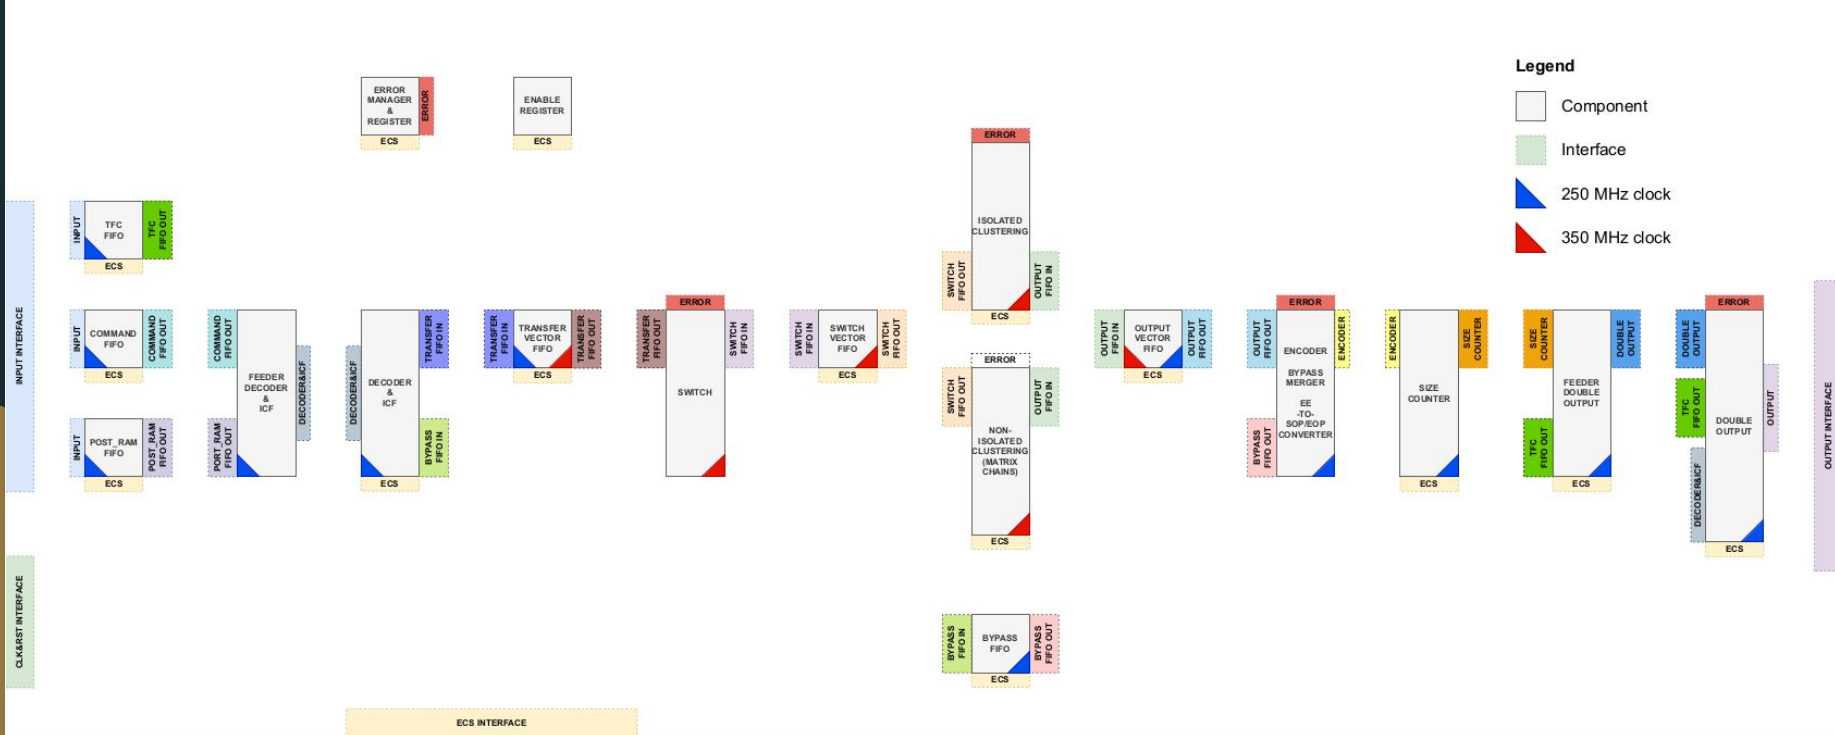 Legend
Component
Interface
250 MHz clock
350 MHz clock
ERROR
MANAGER
&
REGISTER
ERROR
ECS
ENABLE
REGISTER
ECS
INPUT INTERFACE
CLK&RST INTERFACE
INPUT
TFC
FIFO
TFC
FIFO OUT
ECS
INPUT
COMMAND
FIFO
COMMAND
FIFO OUT
ECS
INPUT
POST_RAM
FIFO
POST_RAM
FIFO OUT
ECS
COMMAND
FIFO OUT
PORT_RAM
FIFO OUT
FEEDER
DECODER
&
ICF
DECODER&ICF
DECODER&ICF
DECODER
&
ICF
TRANSFER
FIFO IN
BYPASS
FIFO IN
ECS
TRANSFER
FIFO IN
TRANSFER
VECTOR
FIFO
TRANSFER
FIFO OUT
ECS
ERROR
TRANSFER
FIFO OUT
SWITCH
SWITCH
FIFO IN
SWITCH
FIFO IN
SWITCH
VECTOR
FIFO
SWITCH
FIFO OUT
ECS
ERROR
ISOLATED
CLUSTERING
SWITCH
FIFO OUT
OUTPUT
FIFO IN
ECS
ERROR
SWITCH
FIFO OUT
OUTPUT
FIFO IN
NON-
ISOLATED
CLUSTERING
(MATRIX
CHAINS)
ECS
BYPASS
FIFO IN
BYPASS
FIFO
BYPASS
FIFO OUT
ECS
OUTPUT
FIFO IN
OUTPUT
VECTOR
FIFO
OUTPUT
FIFO OUT
ECS
ERROR
OUTPUT
FIFO OUT
BYPASS
FIFO OUT
ENCODER
BYPASS
MERGER
EE
-TO-
SOP/EOP
CONVERTER
ENCODER
ENCODER
SIZE
COUNTER
SIZE
COUNTER
ECS
SIZE
COUNTER
TFC
FIFO OUT
FEEDER
DOUBLE
OUTPUT
DOUBLE
OUTPUT
ECS
ERROR
DOUBLE
OUTPUT
TFC
FIFO OUT
DECODER&ICF
DOUBLE
OUTPUT
OUTPUT
ECS
OUTPUT INTERFACE
ECS INTERFACE